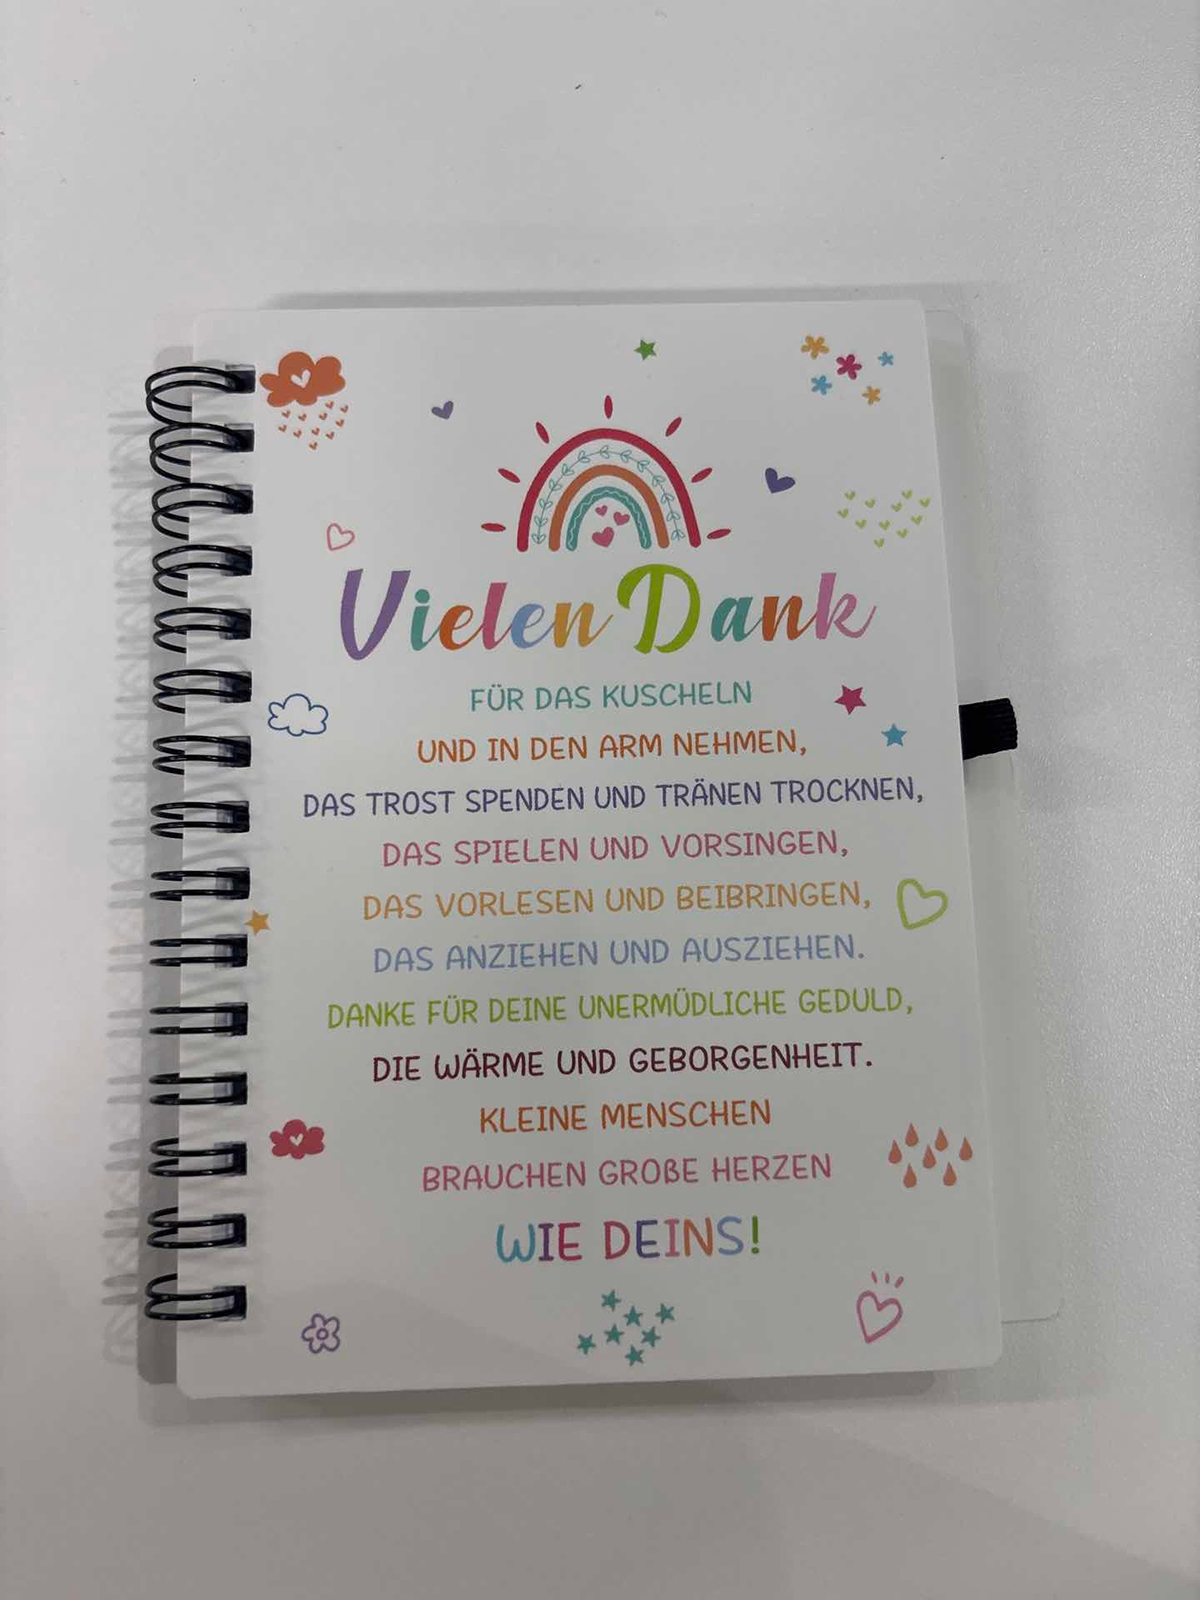 Vielen Dank
FÜR DAS KUSCHELN
UND IN DEN ARM NEHMEN,
DAS TROST SPENDEN UND TRÄNEN TROCKNEN,
DAS SPIELEN UND VORSINGEN,
DAS VORLESEN UND BEIBRINGEN,
DAS ANZIEHEN UND AUSZIEHEN.
DANKE FÜR DEINE UNERMÜDLICHE GEDULD,
DIE WÄRME UND GEBORGENHEIT.
KLEINE MENSCHEN
BRAUCHEN GROßE HERZEN
WIE DEINS!